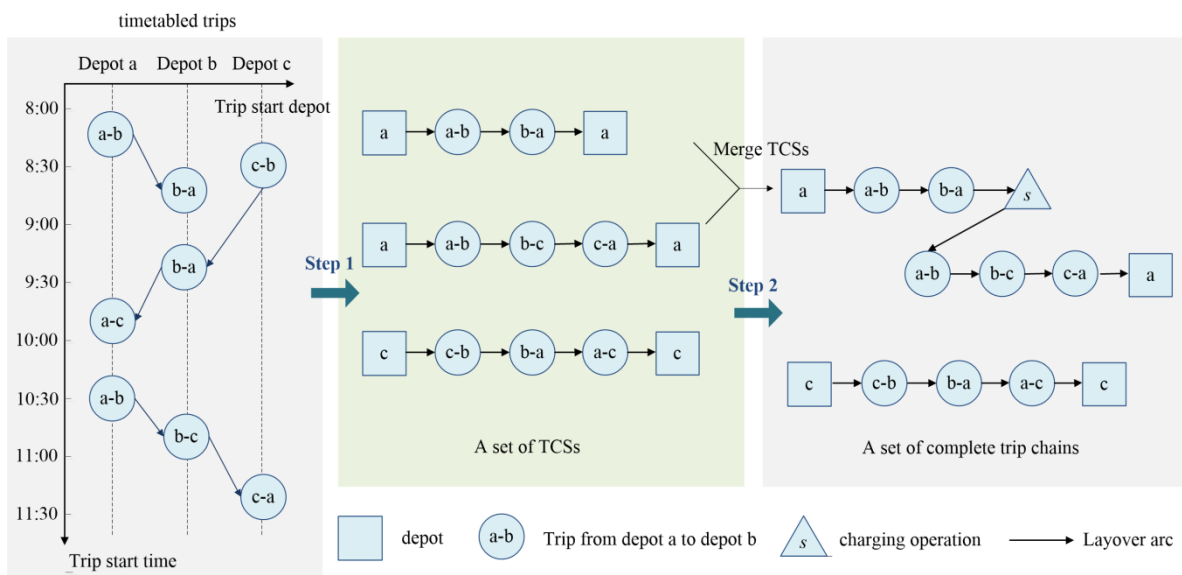 timetabled trips
Depot a Depot b Depot c
Trip start depot
8:00
8:30
9:00
9:30
10:00
10:30
11:00
11:30
a-b
c-b
b-a
b-a
a-c
a-b
b-c
c-a
Trip start time
Step 1
a a-b b-a a
a a-b b-c c-a a
c c-b b-a a-c c
A set of TCSs
Merge TCSs
Step 2
a a-b b-a s
a-b b-c c-a a
c c-b b-a a-c c
A set of complete trip chains
depot
a-b Trip from depot a to depot b
s charging operation
Layover arc